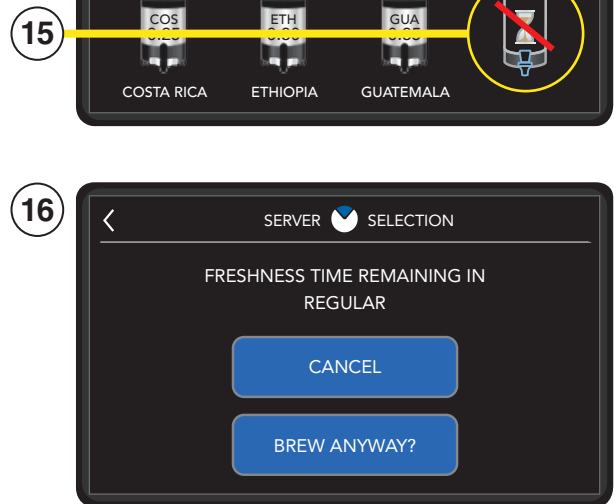 15
COS
ETH
GUA
COSTA RICA
ETHIOPIA
GUATEMALA
16
SERVER SELECTION
FRESHNESS TIME REMAINING IN
REGULAR
CANCEL
BREW ANYWAY?